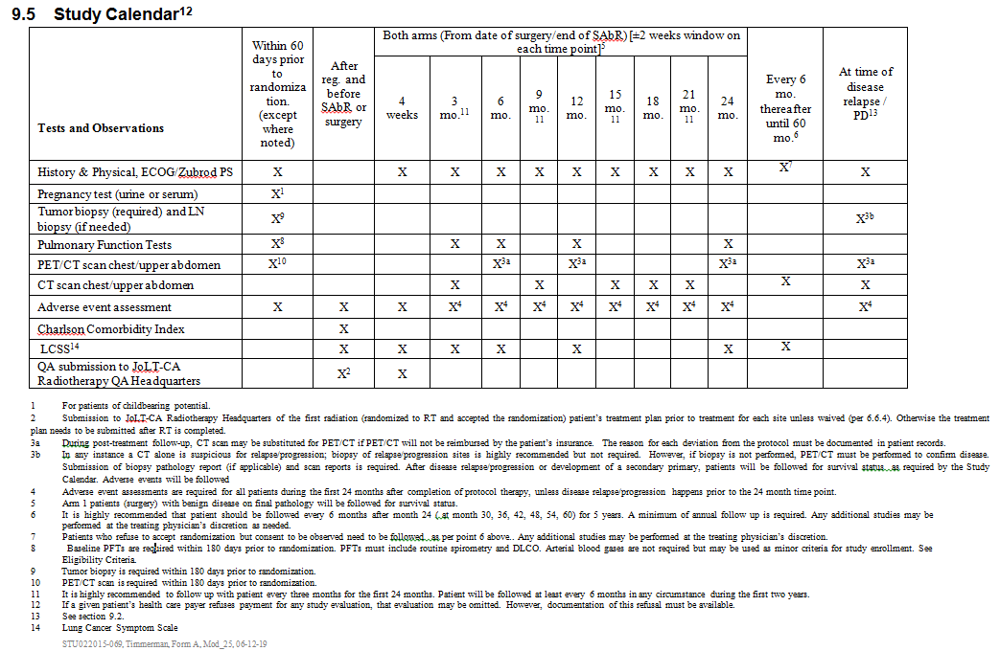 9.5 Study Calendar12
Both arms (From date of surgery/end of SAbR) [±2 weeks window on
each time point]5
Within 60
days prior
to
randomiza
tion.
(except
where
noted)
After
reg. and
before
SAbR or
surgery
4
weeks
3
mo.11
6
mo.
9
mo.
11
12
mo.
15
mo.
11
18
mo.
21
mo.
11
24
mo.
Every 6
mo.
thereafter
until 60
mo.6
At time of
disease
relapse /
PD13
Tests and Observations
History & Physical, ECOG/Zubrod PS X X X X X X X X X X X7 X
Pregnancy test (urine or serum) X1
Tumor biopsy (required) and LN
biopsy (if needed) X9 X3b
Pulmonary Function Tests X8 X X X X
PET/CT scan chest/upper abdomen X10 X3a X3a X3a X3a
CT scan chest/upper abdomen X X X X X X X
Adverse event assessment X X X X4 X4 X4 X4 X4 X4 X4 X4 X4
Charlson Comorbidity Index X
LCSS14 X X X X X X X
QA submission to JoLT-CA
Radiotherapy QA Headquarters X2 X
1 For patients of childbearing potential.
2 Submission to JoLT-CA Radiotherapy Headquarters of the first radiation (randomized to RT and accepted the randomization) patient's treatment plan prior to treatment for each site unless waived (per 6.6.4). Otherwise the treatment
plan needs to be submitted after RT is completed.
3a During post-treatment follow-up, CT scan may be substituted for PET/CT if PET/CT will not be reimbursed by the patient's insurance. The reason for each deviation from the protocol must be documented in patient records.
3b In any instance a CT alone is suspicious for relapse/progression; biopsy of relapse/progression sites is highly recommended but not required. However, if biopsy is not performed, PET/CT must be performed to confirm disease.
Submission of biopsy pathology report (if applicable) and scan reports is required. After disease relapse/progression or development of a secondary primary, patients will be followed for survival status as required by the Study
Calendar. Adverse events will be followed
4 Adverse event assessments are required for all patients during the first 24 months after completion of protocol therapy, unless disease relapse/progression happens prior to the 24 month time point.
5 Arm 1 patients (surgery) with benign disease on final pathology will be followed for survival status.
6 It is highly recommended that patient should be followed every 6 months after month 24 ( at month 30, 36, 42, 48, 54, 60) for 5 years. A minimum of annual follow up is required. Any additional studies may be
performed at the treating physician's discretion as needed.
7 Patients who refuse to accept randomization but consent to be observed need to be followed as per point 6 above.. Any additional studies may be performed at the treating physician's discretion.
8 Baseline PFTs are required within 180 days prior to randomization. PFTs must include routine spirometry and DLCO. Arterial blood gases are not required but may be used as minor criteria for study enrollment. See
Eligibility Criteria.
9 Tumor biopsy is required within 180 days prior to randomization.
10 PET/CT scan is required within 180 days prior to randomization.
11 It is highly recommended to follow up with patient every three months for the first 24 months. Patient will be followed at least every 6 months in any circumstance during the first two years.
12 If a given patient's health care payer refuses payment for any study evaluation, that evaluation may be omitted. However, documentation of this refusal must be available.
13 See section 9.2.
14 Lung Cancer Symptom Scale
STU022015-069, Timmerman, Form A, Mod_25, 06-12-19